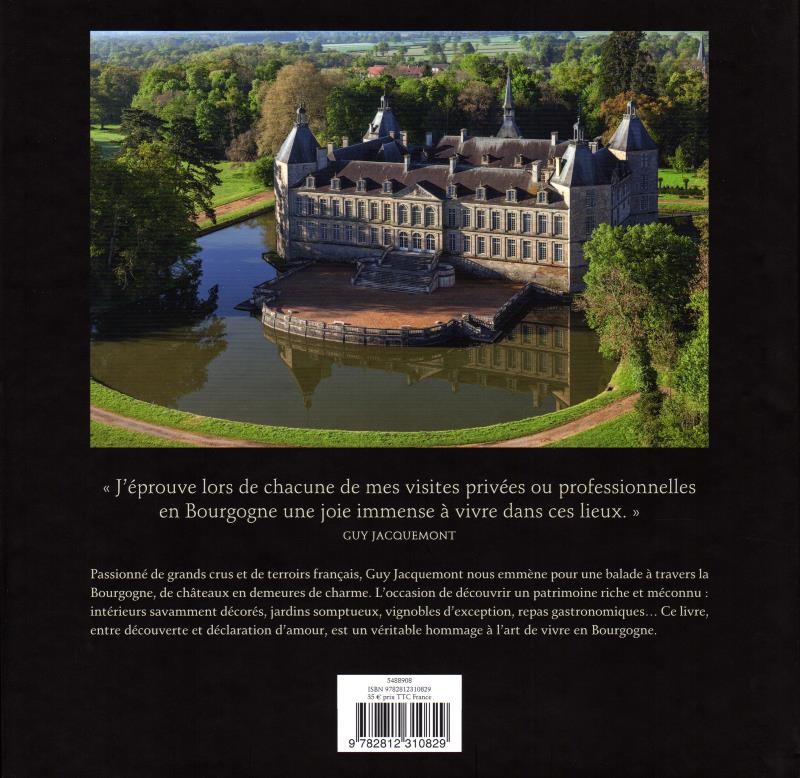 « J’éprouve lors de chacune de mes visites privées ou professionnelles
en Bourgogne une joie immense à vivre dans ces lieux. »
GUY JACQUEMONT
Passionné de grands crus et de terroirs français, Guy Jacquemont nous emmène pour une balade à travers la
Bourgogne, de châteaux en demeures de charme. L’occasion de découvrir un patrimoine riche et méconnu :
intérieurs savamment décorés, jardins somptueux, vignobles d’exception, repas gastronomiques… Ce livre,
entre découverte et déclaration d’amour, est un véritable hommage à l’art de vivre en Bourgogne.
5488908
ISBN 9782812310829
35 € prix TTC France
9 782812 310829